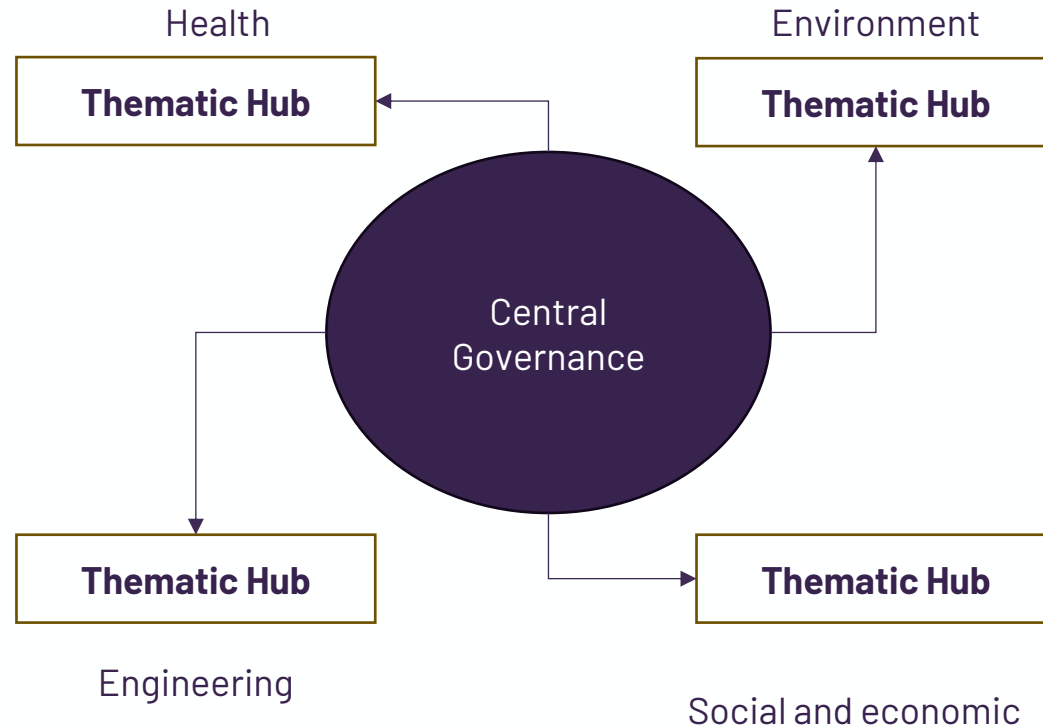 Health
Environment
Thematic Hub
Thematic Hub
Central
Governance
Thematic Hub
Thematic Hub
Engineering
Social and economic